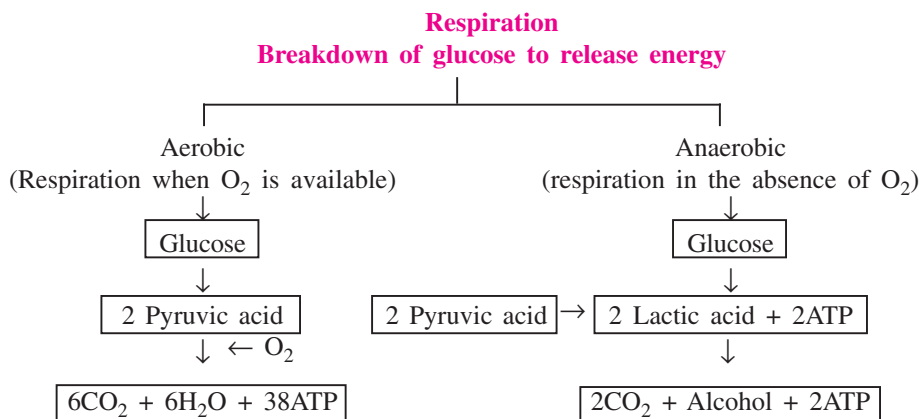 Respiration
Breakdown of glucose to release energy
Aerobic
(Respiration when O₂ is available)
Anaerobic
(respiration in the absence of O₂)
↓
↓
Glucose
Glucose
↓
↓
2 Pyruvic acid
2 Pyruvic acid → 2 Lactic acid + 2ATP
↓ ← O₂
↓
6CO₂ + 6H₂O + 38ATP
2CO₂ + Alcohol + 2ATP